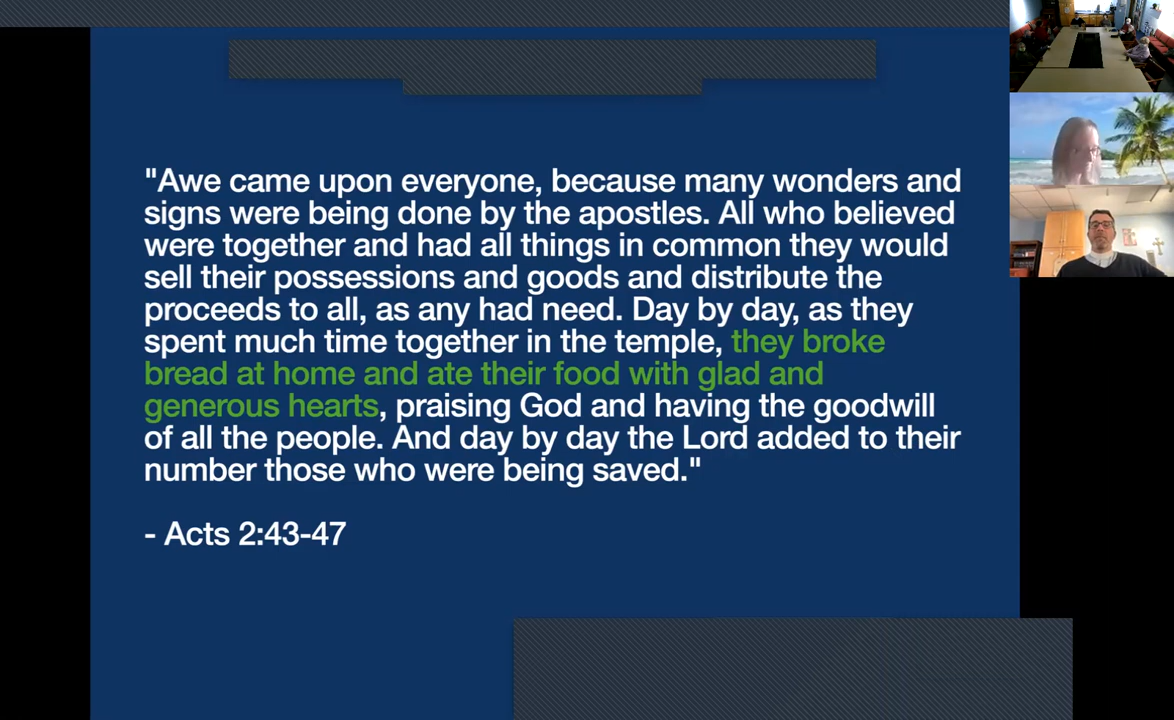 "Awe came upon everyone, because many wonders and
signs were being done by the apostles. All who believed
were together and had all things in common they would
sell their possessions and goods and distribute the
proceeds to all, as any had need. Day by day, as they
spent much time together in the temple, they broke
bread at home and ate their food with glad and
generous hearts, praising God and having the goodwill
of all the people. And day by day the Lord added to their
number those who were being saved."
- Acts 2:43-47